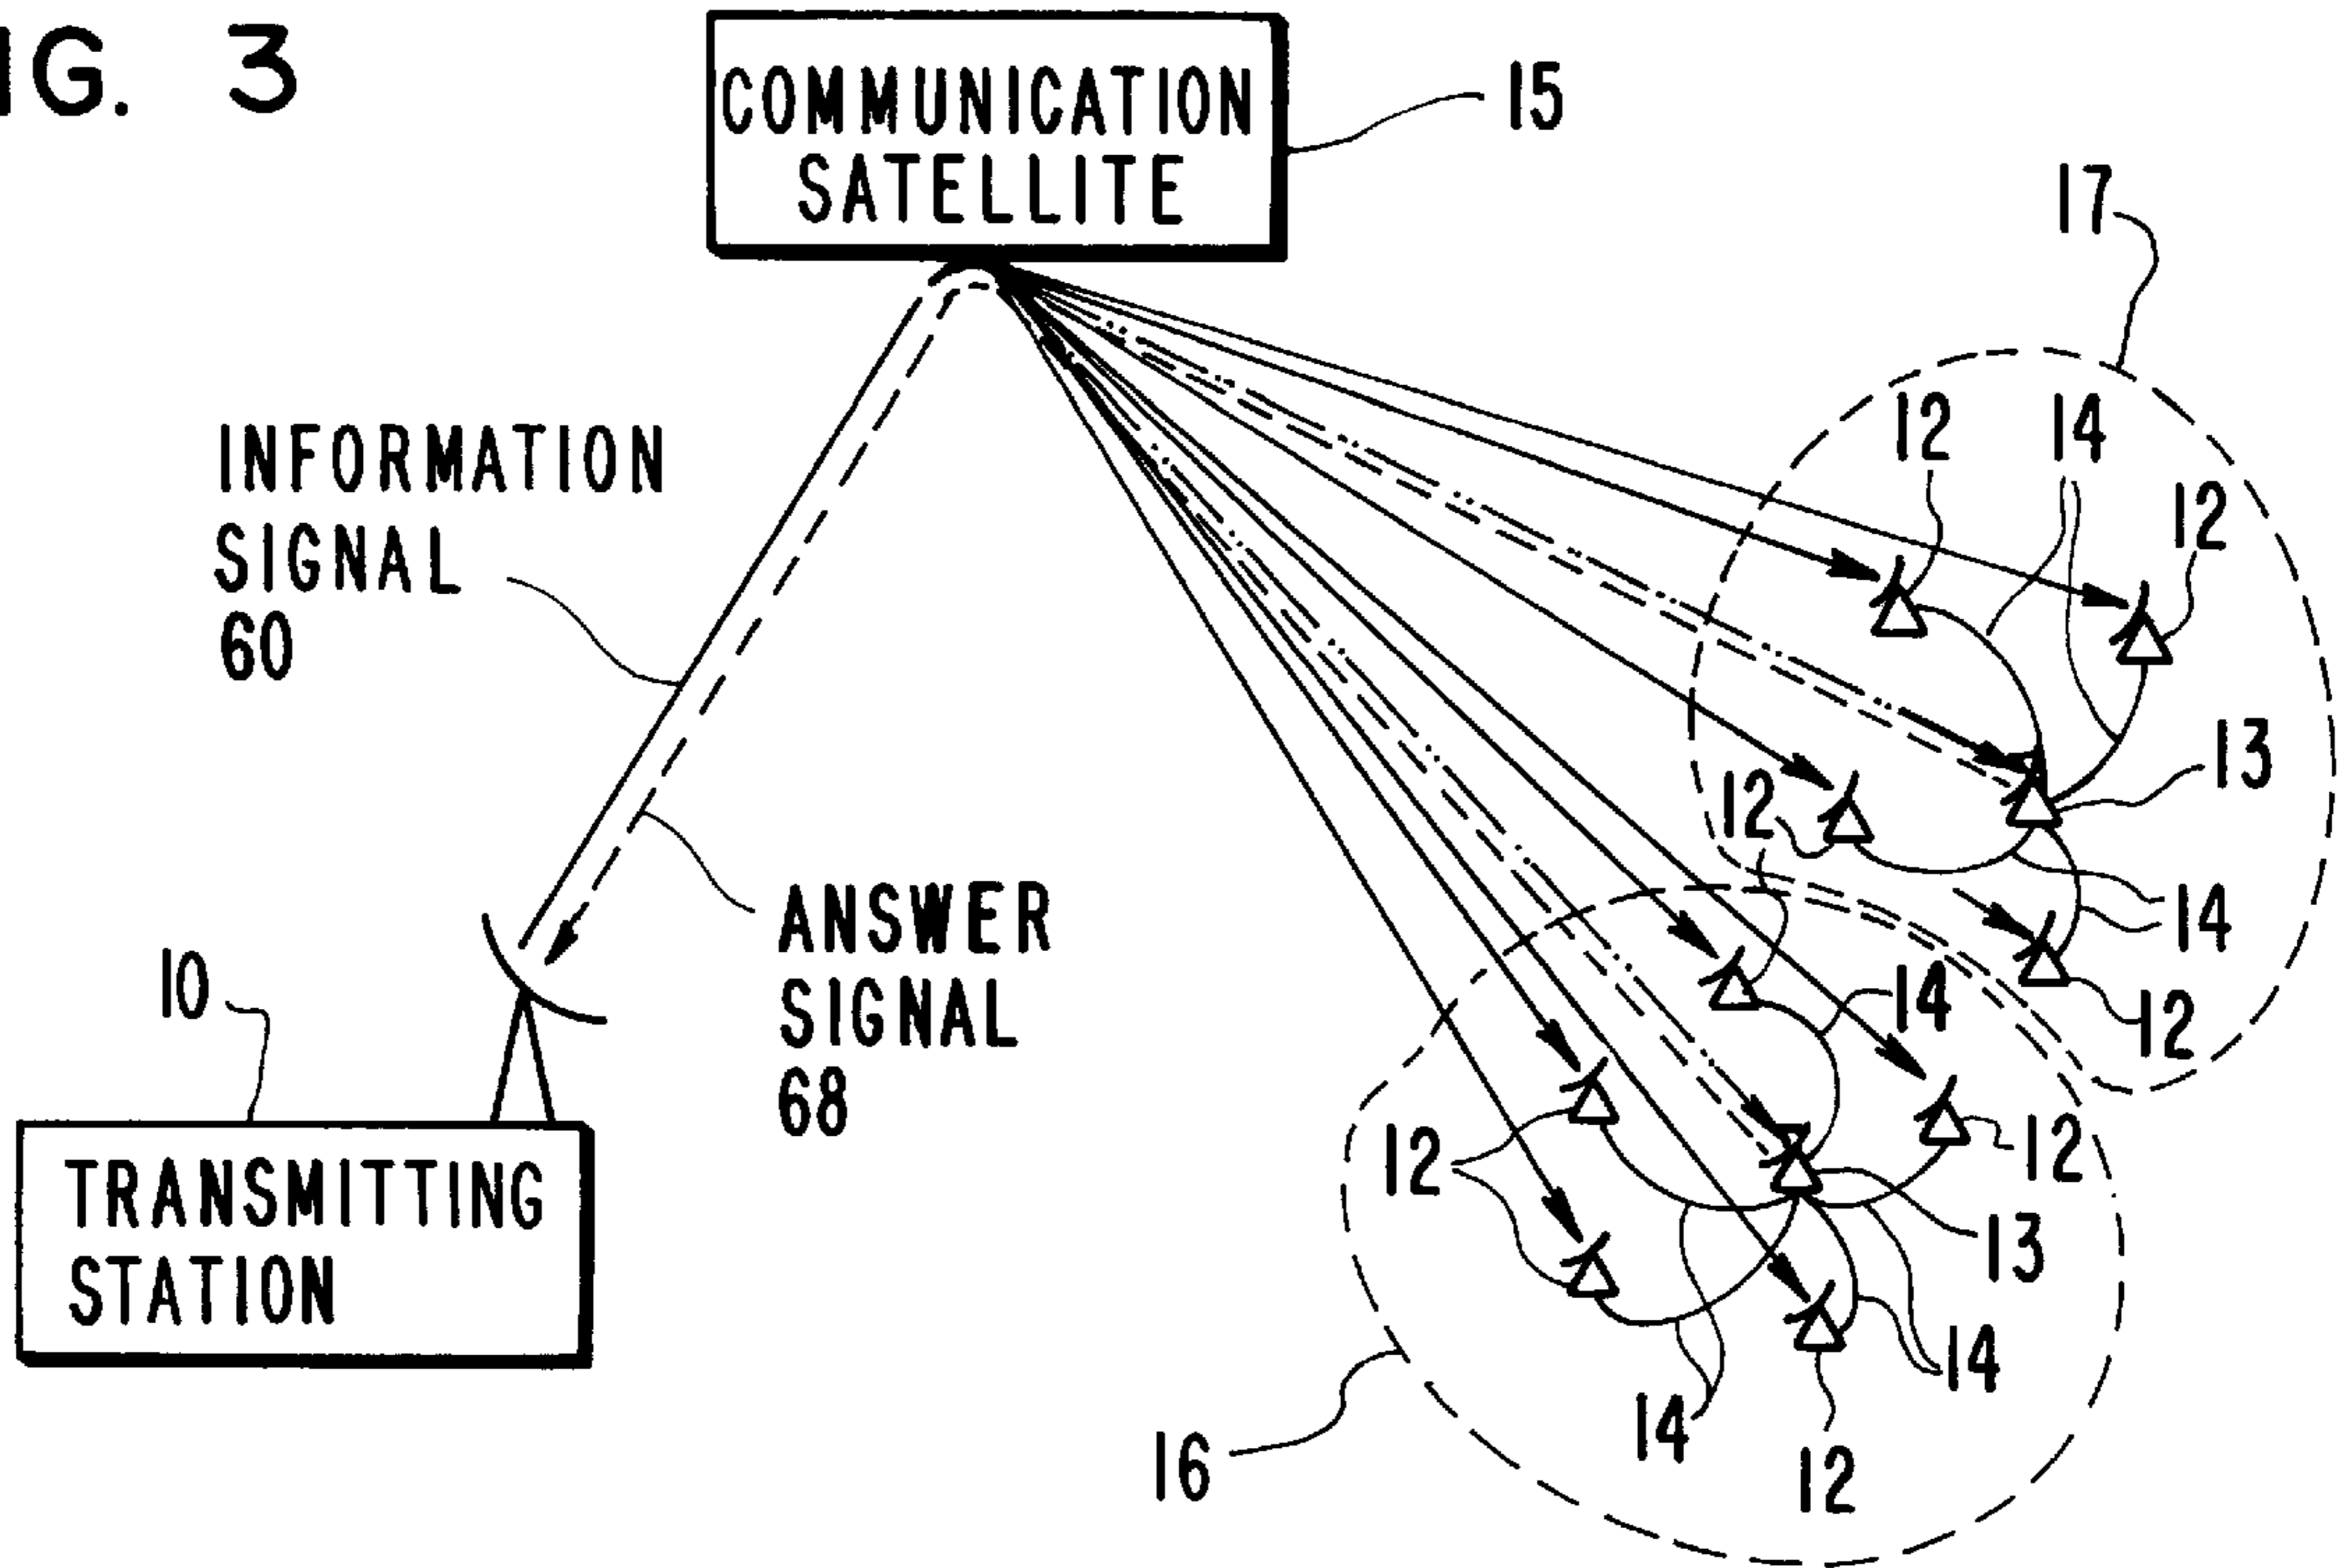 IG. 3
COMMUNICATION
SATELLITE
15
17
INFORMATION
SIGNAL
60
12
14
12
13
12
14
12
ANSWER
SIGNAL
68
10
TRANSMITTING
STATION
14
12
12
13
14
14
12
16